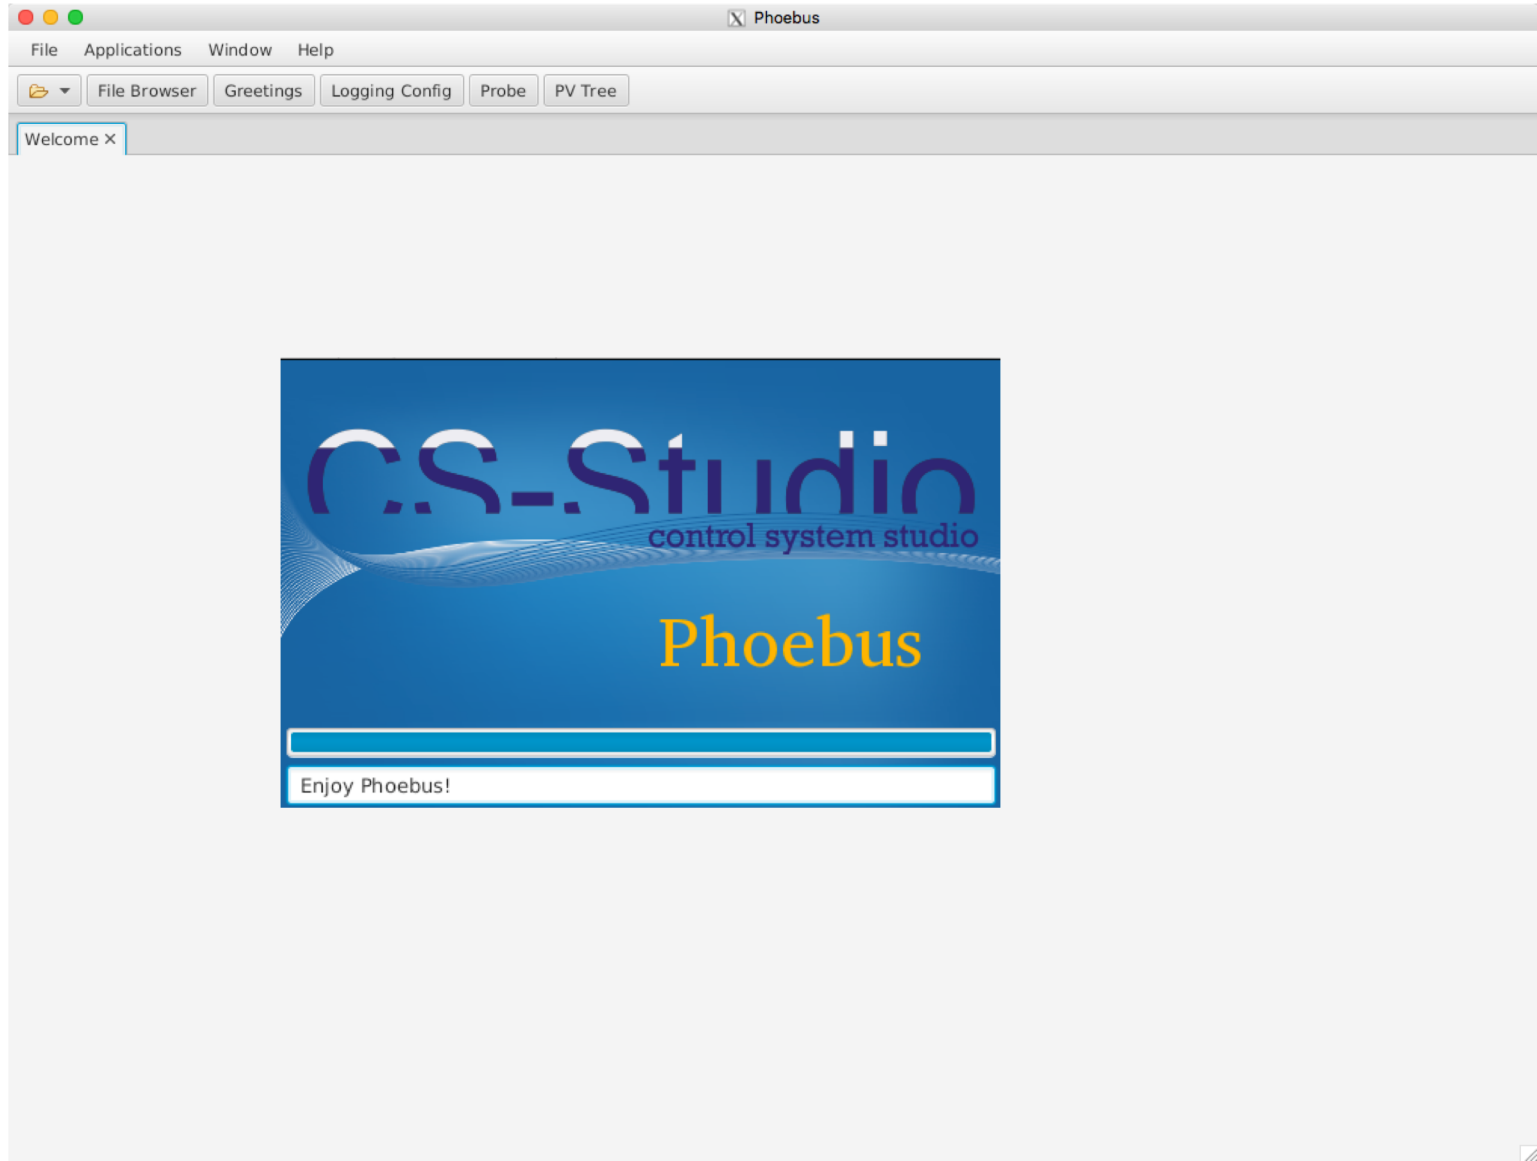 Phoebus
File Applications Window Help
File Browser Greetings Logging Config Probe PV Tree
Welcome
CS-Studio
control system studio
Phoebus
Enjoy Phoebus!